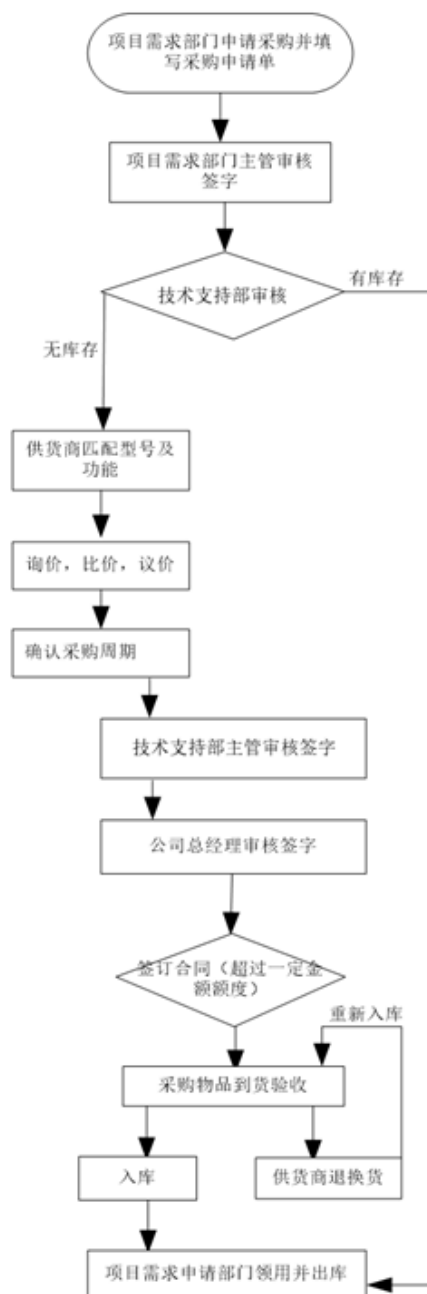 项目需求部门申请采购并填
写采购申请单
项目需求部门主管审核
签字
技术支持部审核
有库存
无库存
供货商匹配型号及
功能
询价，比价，议价
确认采购周期
技术支持部主管审核签字
公司总经理审核签字
签订合同（超过一定金
额额度）
重新入库
采购物品到货验收
入库
供货商退换货
项目需求申请部门领用并出库